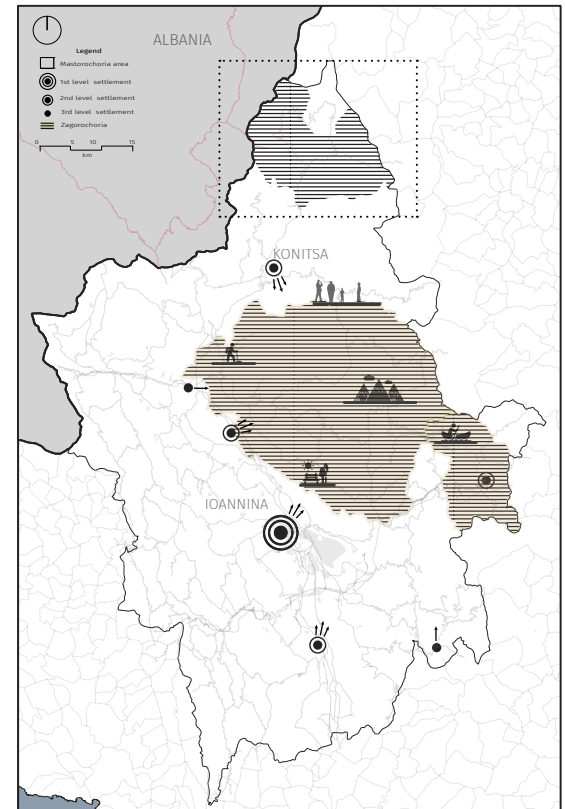 ALBANIA
Legend
Mastorochoria area
1st level settlement
2nd level settlement
3rd level settlement
Zagorochoria
0 5 10 15
km
KONITSA
IOANNINA